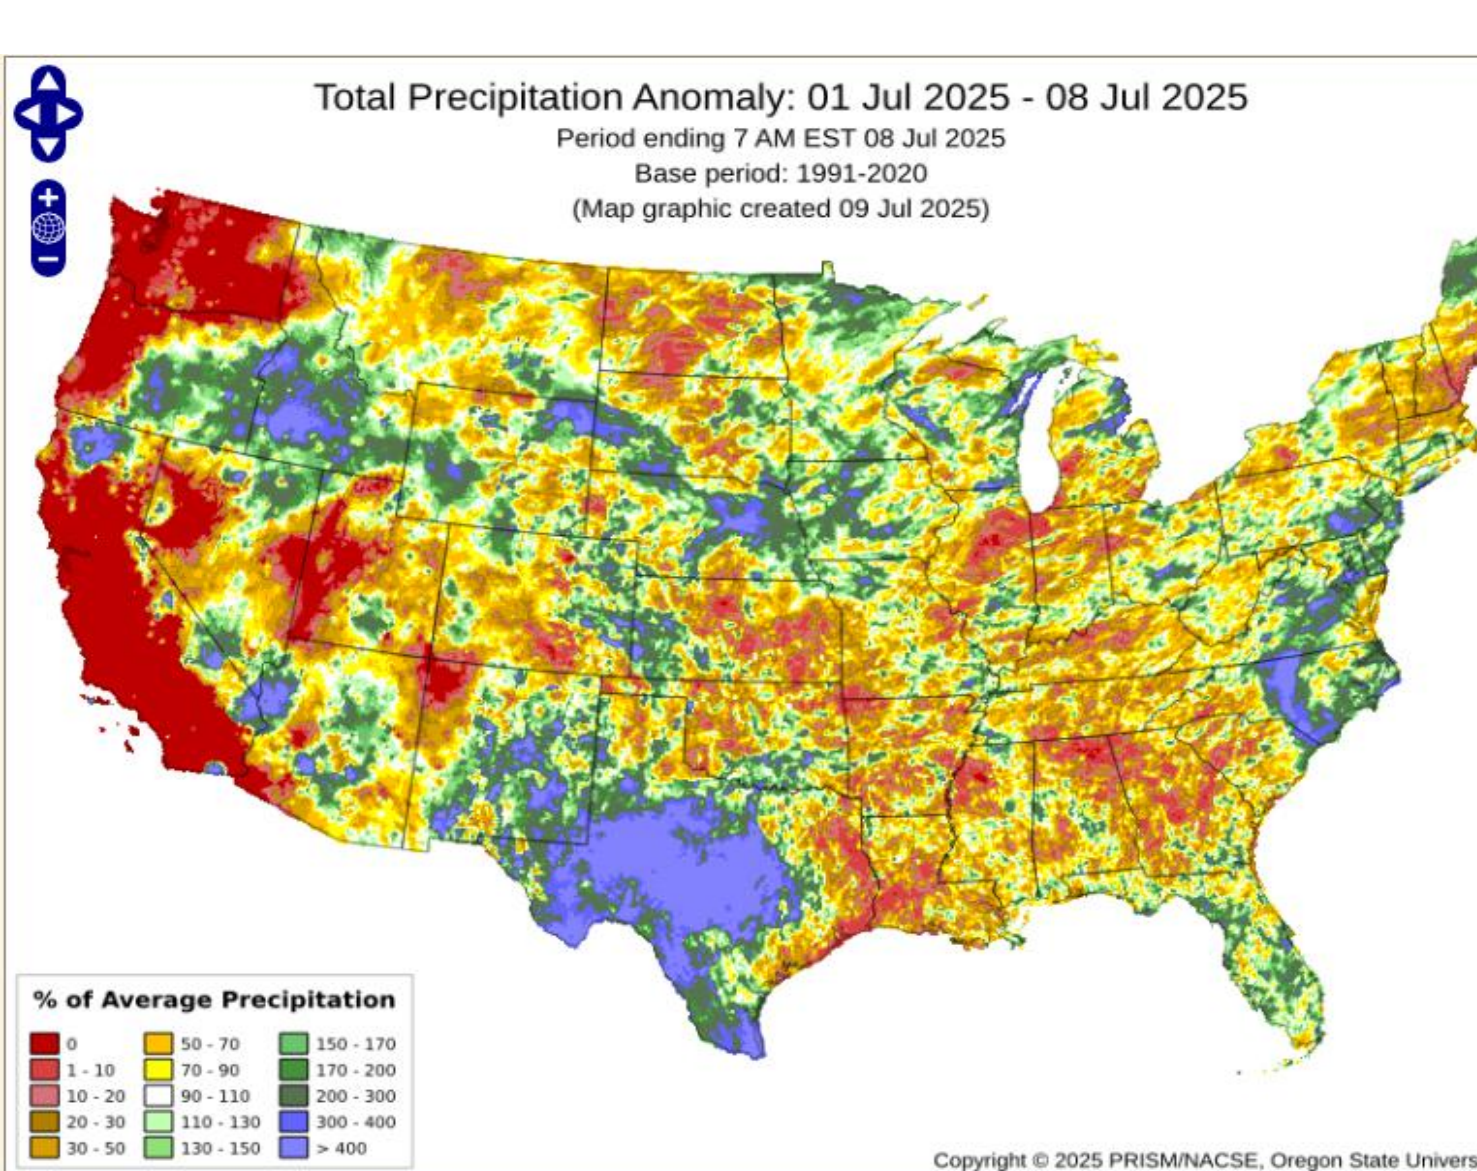 Total Precipitation Anomaly: 01 Jul 2025 - 08 Jul 2025
Period ending 7 AM EST 08 Jul 2025
Base period: 1991-2020
(Map graphic created 09 Jul 2025)
% of Average Precipitation
0
1 - 10
10 - 20
20 - 30
30 - 50
50 - 70
70 - 90
90 - 110
110 - 130
130 - 150
150 - 170
170 - 200
200 - 300
300 - 400
> 400
Copyright © 2025 PRISM/NACSE, Oregon State Univers